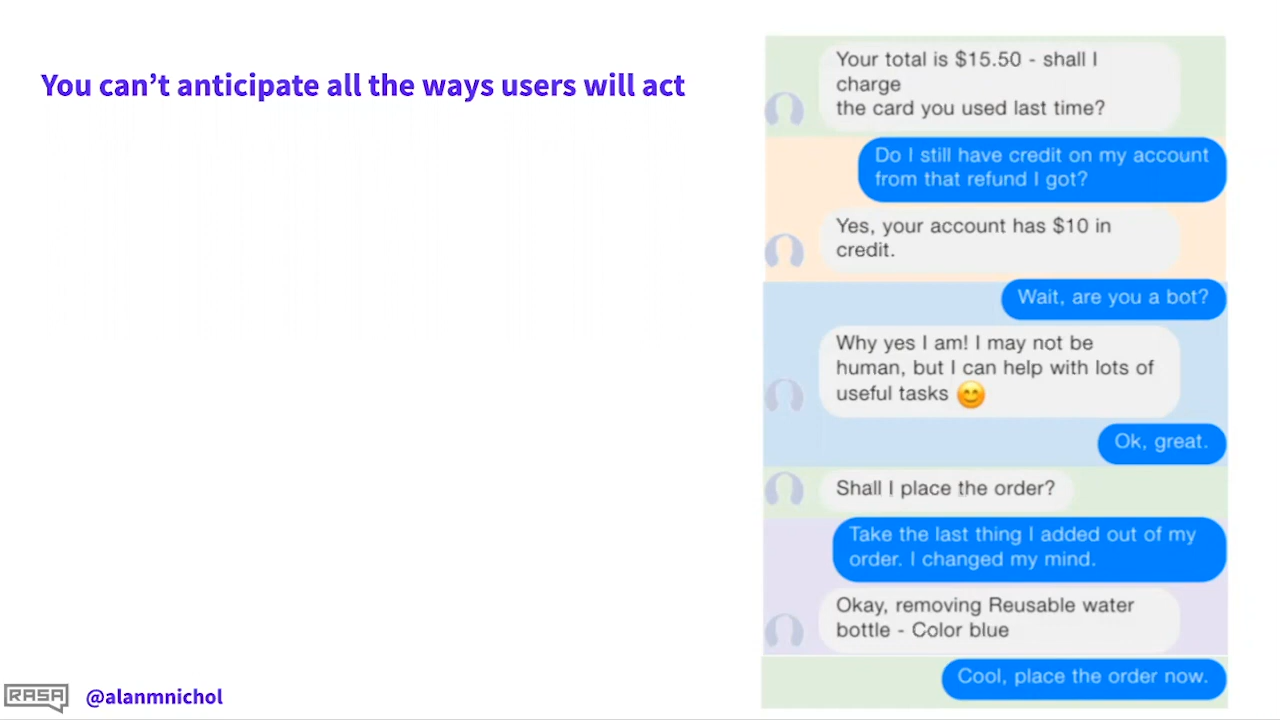 You can’t anticipate all the ways users will act
Your total is $15.50 - shall I
charge
the card you used last time?
Do I still have credit on my account
from that refund I got?
Yes, your account has $10 in
credit.
Wait, are you a bot?
Why yes I am! I may not be
human, but I can help with lots of
useful tasks 😊
Ok, great.
Shall I place the order?
Take the last thing I added out of my
order. I changed my mind.
Okay, removing Reusable water
bottle - Color blue
Cool, place the order now.
RASA
@alanmnichol